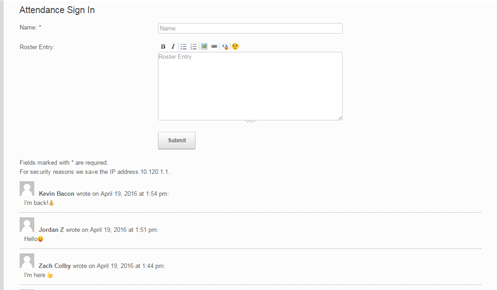 Attendance Sign In
Name: *
Name
Roster Entry:
B I
Roster Entry
Submit
Fields marked with * are required.
For security reasons we save the IP address 10.120.1.1.
Kevin Bacon wrote on April 19, 2016 at 1:54 pm:
I'm back!
Jordan Z wrote on April 19, 2016 at 1:51 pm:
Hello😛
Zach Colby wrote on April 19, 2016 at 1:44 pm:
I'm here 👍